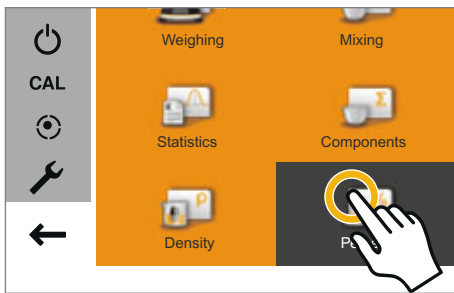 Weighing Mixing
CAL
Σ
Statistics Components
ρ
Density